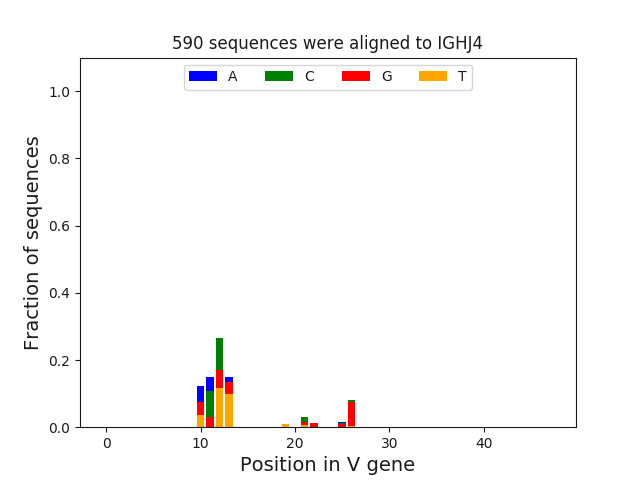 590 sequences were aligned to IGHJ4
A C G T
1.0
0.8
0.6
0.4
0.2
0.0
Fraction of sequences
0 10 20 30 40
Position in V gene